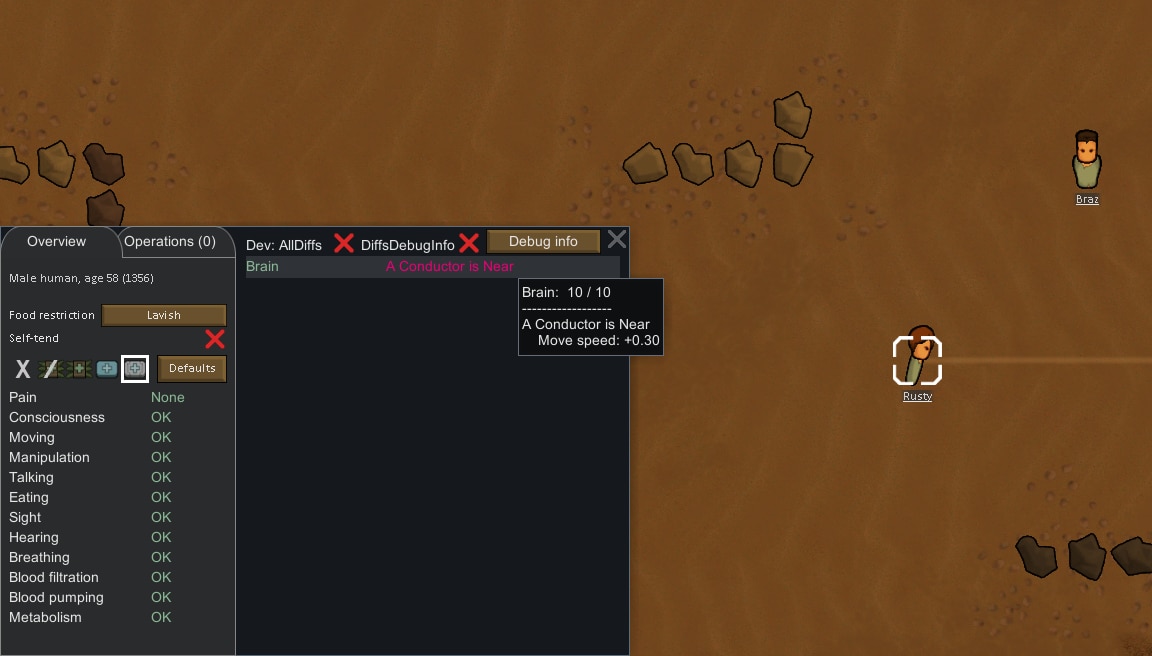 Braz
Overview
Operations (0)
Dev: AllDiffs
DiffsDebugInfo
Debug info
Brain
A Conductor is Near
Male human, age 58 (1356)
Brain:  10 / 10
------------------
A Conductor is Near
Move speed: +0.30
Food restriction
Lavish
Self-tend
X
Defaults
Rusty
Pain None
Consciousness OK
Moving OK
Manipulation OK
Talking OK
Eating OK
Sight OK
Hearing OK
Breathing OK
Blood filtration OK
Blood pumping OK
Metabolism OK